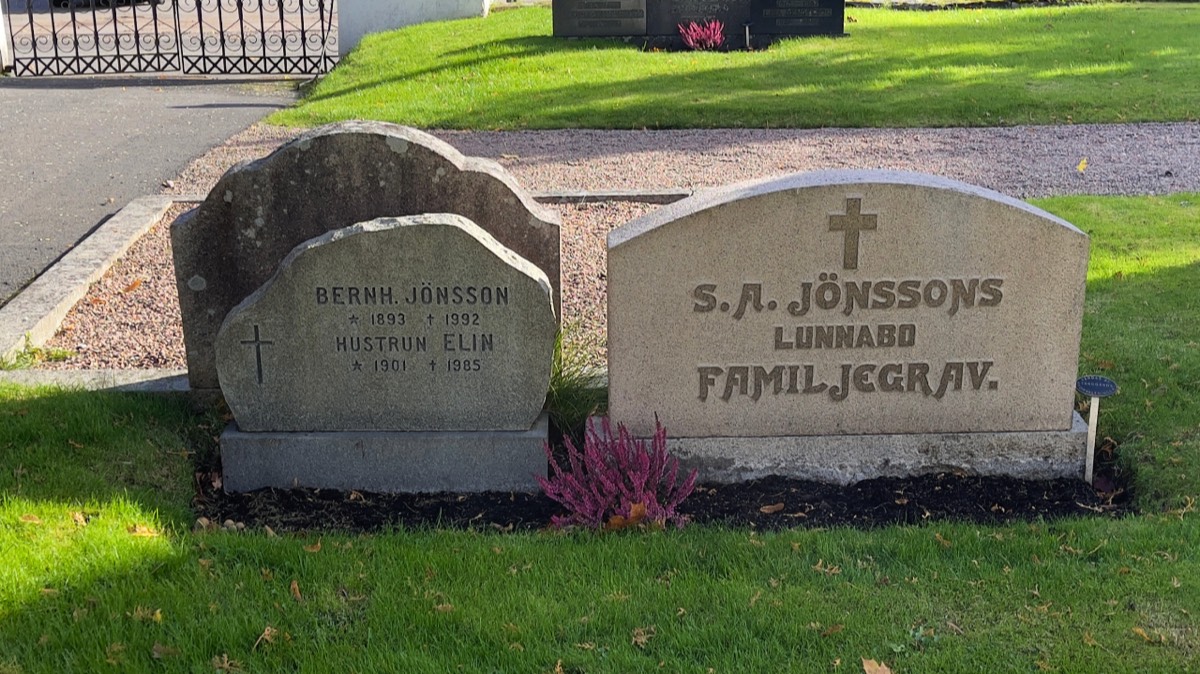 BERNH. JÖNSSON
* 1893 † 1992
HUSTRUN ELIN
* 1901 † 1985
S. A. JÖNSSONS
LUNNABO
FAMILJEGRAV.